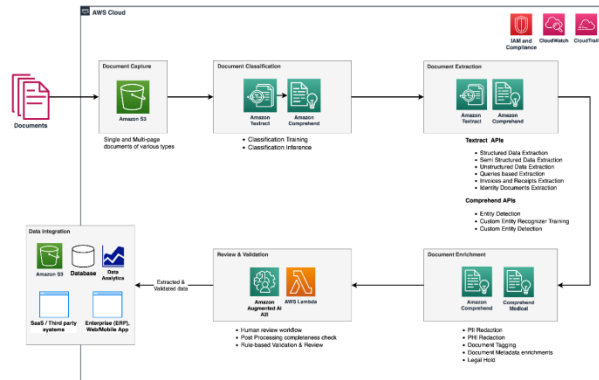 AWS Cloud
IAM and
Compliance
CloudWatch
CloudTrail
Documents
Document Capture
Amazon S3
Single and Multi-page
documents of various types
Document Classification
Amazon
Textract
Amazon
Comprehend
• Classification Training
• Classification Inference
Document Extraction
Amazon
Textract
Amazon
Comprehend
Textract APIs
• Structured Data Extraction
• Semi Structured Data Extraction
• Unstructured Data Extraction
• Queries based Extraction
• Invoices and Receipts Extraction
• Identity Documents Extraction
Comprehend APIs
• Entity Detection
• Custom Entity Recognizer Training
• Custom Entity Detection
Data Integration
Amazon S3
Database
Data
Analytics
SaaS / Third party
systems
Enterprise (ERP),
Web/Mobile App
Extracted &
Validated data
Review & Validation
Amazon
Augmented AI
A2I
AWS Lambda
• Human review workflow
• Post Processing completeness check
• Rule-based Validation & Review
Document Enrichment
Amazon
Comprehend
Comprehend
Medical
• PII Redaction
• PHI Redaction
• Document Tagging
• Document Metadata enrichments
• Legal Hold